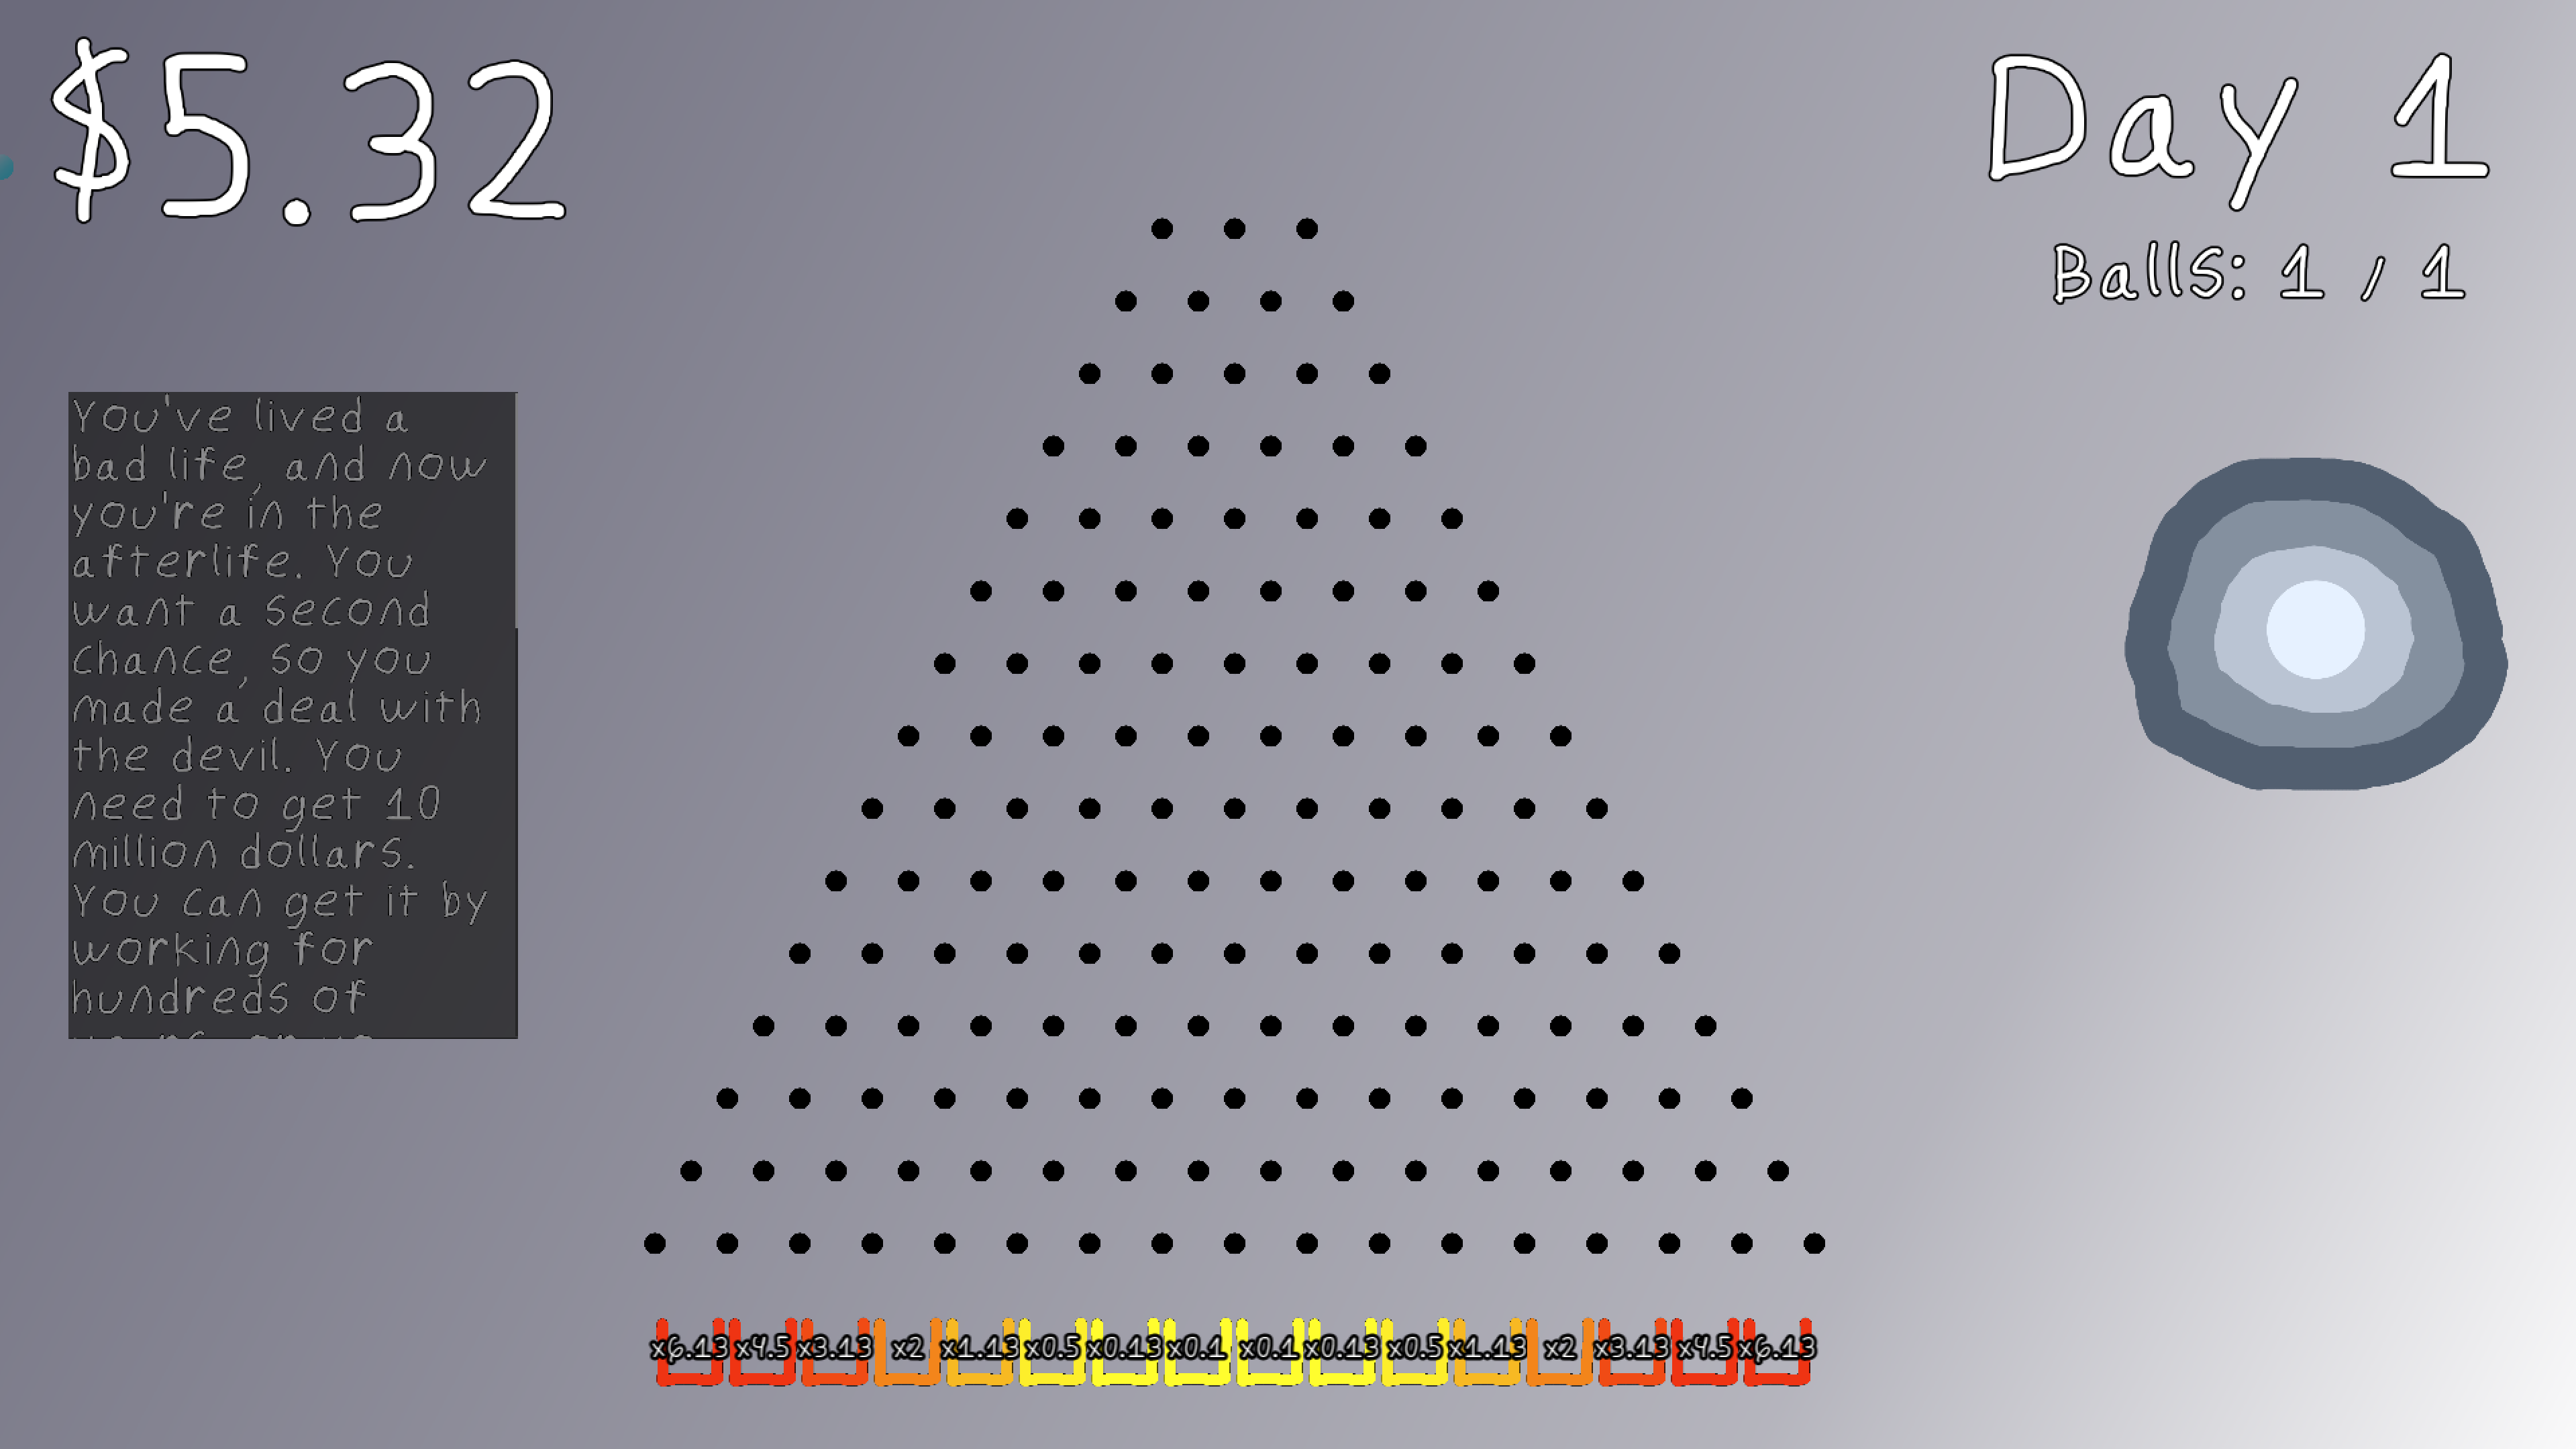 $5.32
Day 1
Balls: 1 / 1
You've lived a
bad life, and now
you're in the
afterlife. You
want a second
chance, so you
made a deal with
the devil. You
need to get 10
million dollars.
You can get it by
working for
hundreds of
x6.13 x4.5 x3.13 x2 x1.13 x0.5 x0.13 x0.1 x0.1 x0.13 x0.5 x1.13 x2 x3.13 x4.5 x6.13